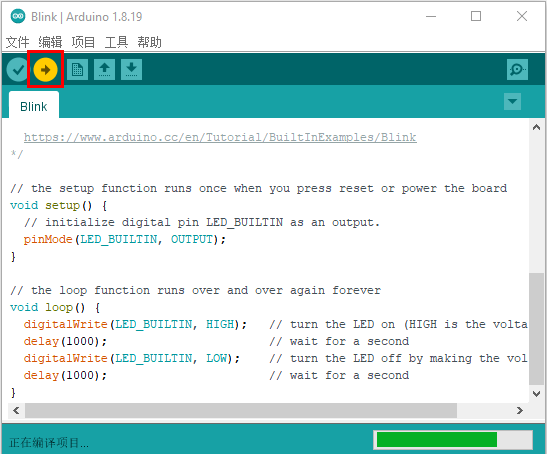 Blink | Arduino 1.8.19
文件 编辑 项目 工具 帮助
Blink
https://www.arduino.cc/en/Tutorial/BuiltInExamples/Blink
*/
// the setup function runs once when you press reset or power the board
void setup() {
  // initialize digital pin LED_BUILTIN as an output.
  pinMode(LED_BUILTIN, OUTPUT);
}
// the loop function runs over and over again forever
void loop() {
  digitalWrite(LED_BUILTIN, HIGH);   // turn the LED on (HIGH is the volta
  delay(1000);                       // wait for a second
  digitalWrite(LED_BUILTIN, LOW);    // turn the LED off by making the vol
  delay(1000);                       // wait for a second
}
正在编译项目...